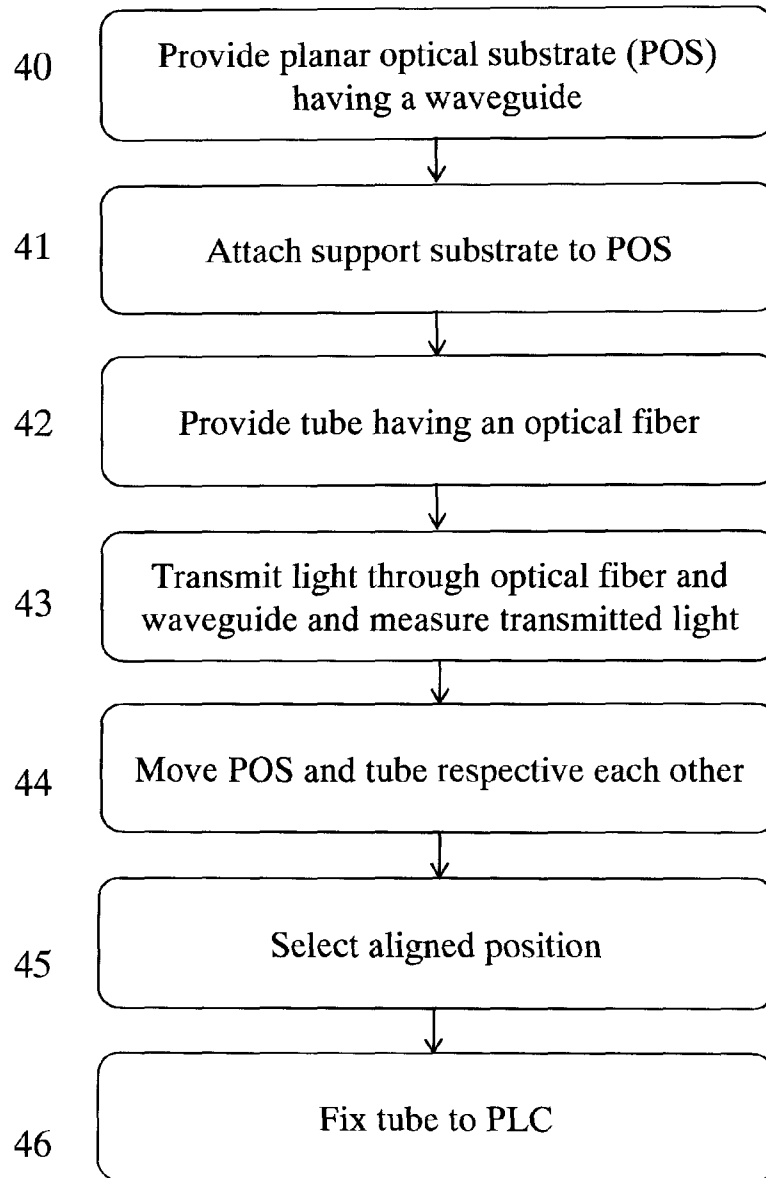 40
Provide planar optical substrate (POS)
having a waveguide
41
Attach support substrate to POS
42
Provide tube having an optical fiber
43
Transmit light through optical fiber and
waveguide and measure transmitted light
44
Move POS and tube respective each other
45
Select aligned position
46
Fix tube to PLC